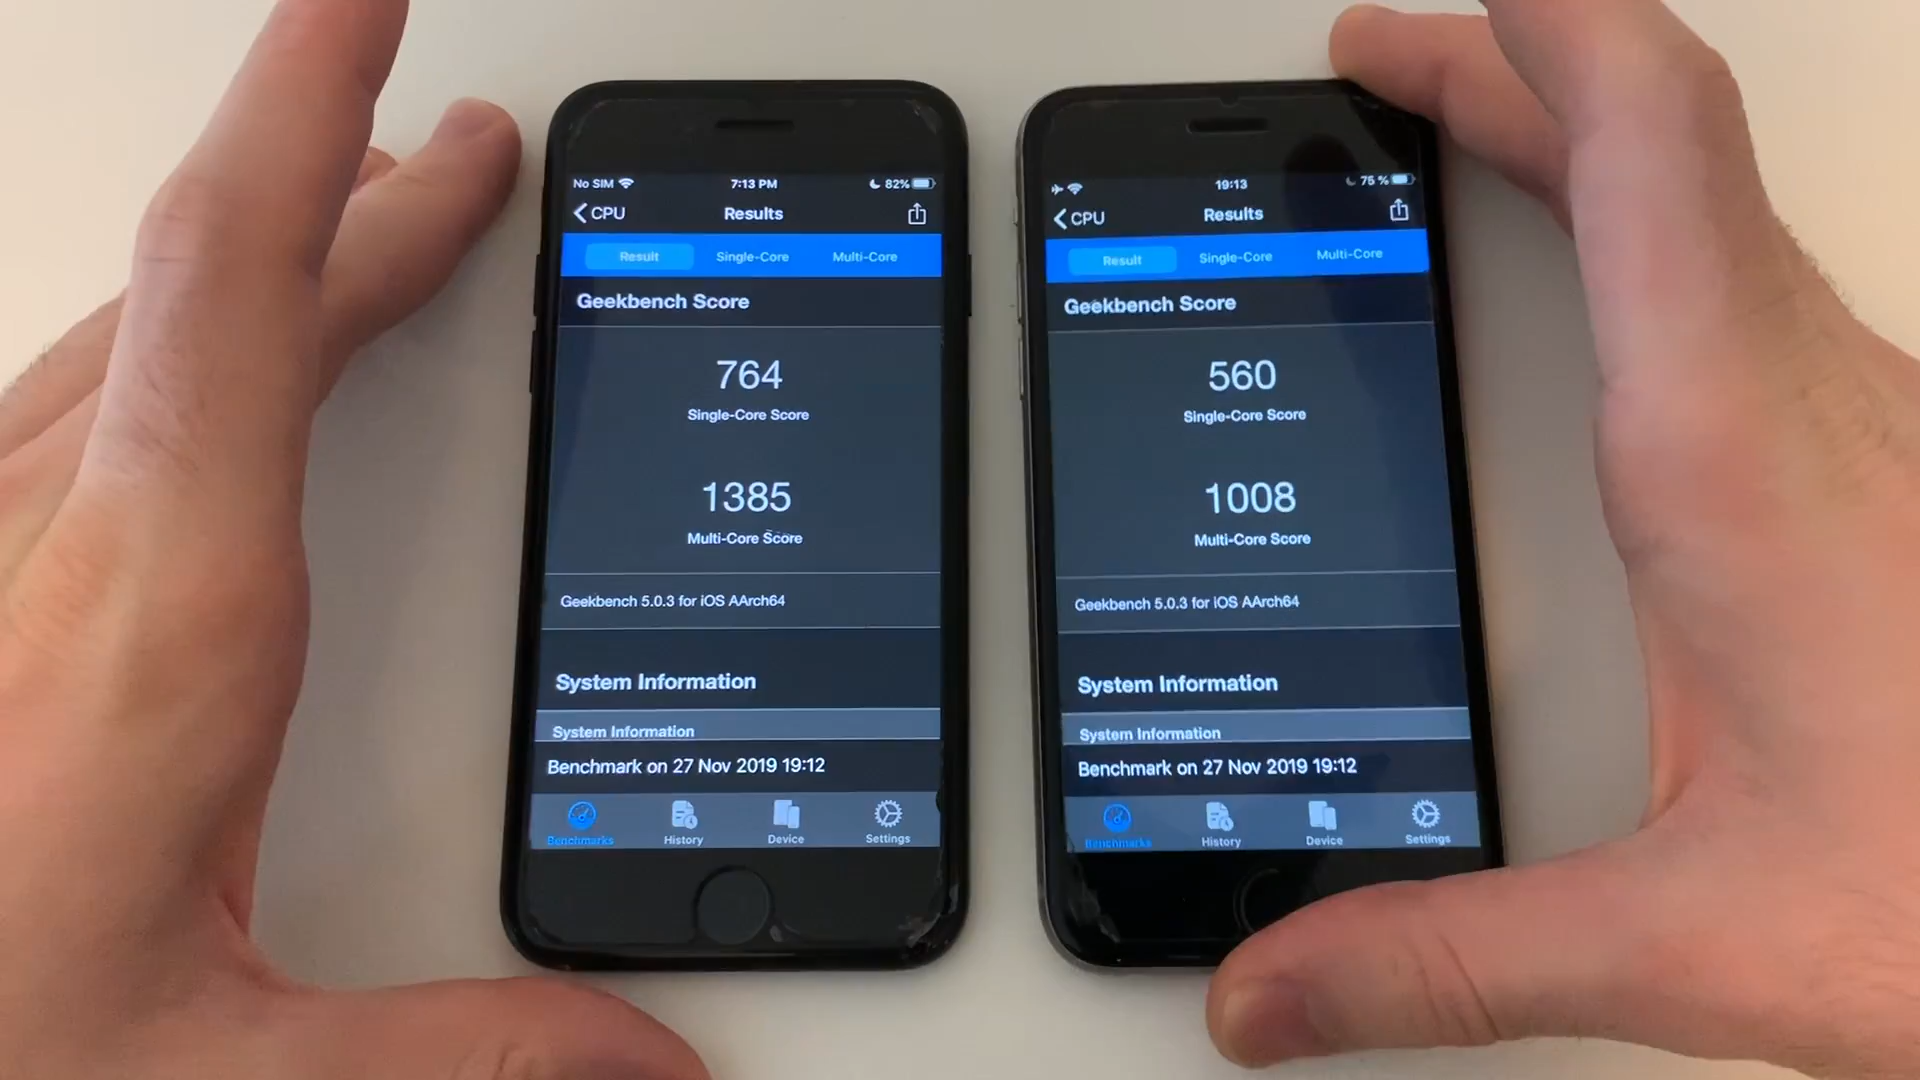 No SIM 7:13 PM 82%
CPU Results
Result Single-Core Multi-Core
Geekbench Score
764
Single-Core Score
1385
Multi-Core Score
Geekbench 5.0.3 for iOS AArch64
System Information
System Information
Benchmark on 27 Nov 2019 19:12
Benchmarks History Device Settings
19:13 75 %
CPU Results
Result Single-Core Multi-Core
Geekbench Score
560
Single-Core Score
1008
Multi-Core Score
Geekbench 5.0.3 for iOS AArch64
System Information
System Information
Benchmark on 27 Nov 2019 19:12
Benchmarks History Device Settings